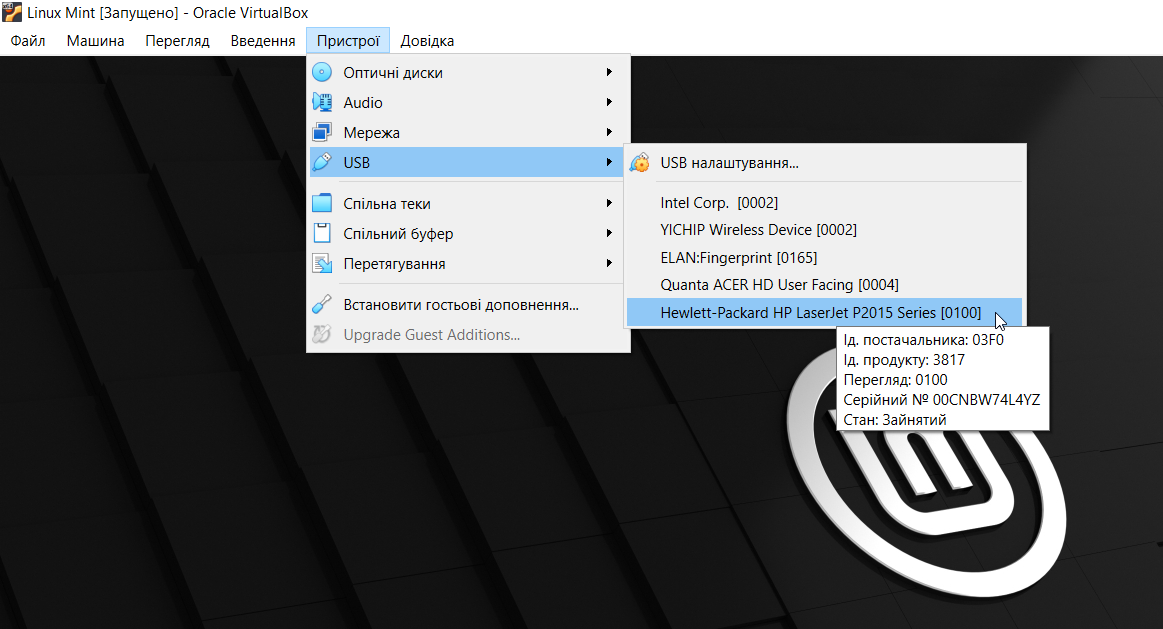 Linux Mint [Запущено] - Oracle VirtualBox
Файл Машина Перегляд Введення Пристрої Довідка
Оптичні диски
Audio
Мережа
USB
Спільна теки
Спільний буфер
Перетягування
Встановити гостьові доповнення...
Upgrade Guest Additions...
USB налаштування...
Intel Corp. [0002]
YICHIP Wireless Device [0002]
ELAN:Fingerprint [0165]
Quanta ACER HD User Facing [0004]
Hewlett-Packard HP LaserJet P2015 Series [0100]
Ід. постачальника: 03F0
Ід. продукту: 3817
Перегляд: 0100
Серійний № 00CNBW74L4YZ
Стан: Зайнятий